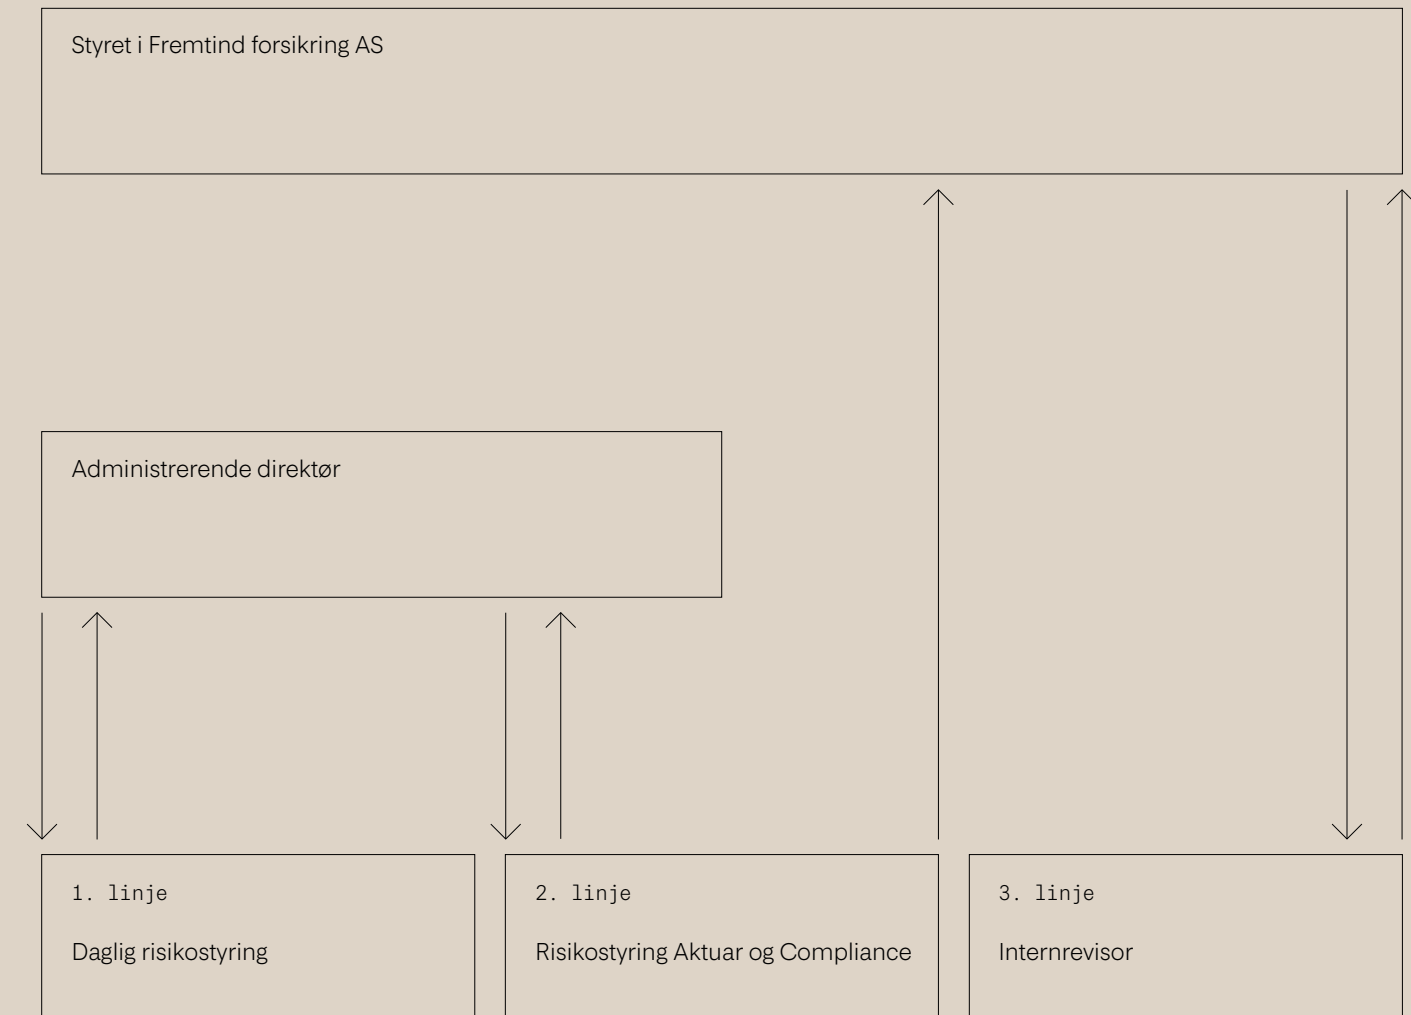 Styret i Fremtind forsikring AS
Administrerende direktør
1. linje
Daglig risikostyring
2. linje
Risikostyring Aktuar og Compliance
3. linje
Internrevisor